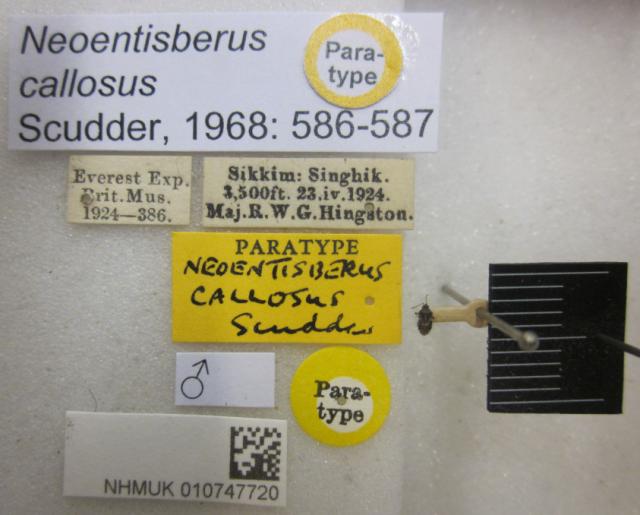 Neoentisberus
callosus
Scudder, 1968: 586-587
Para-
type
Everest Exp.
Brit.Mus.
1924—386.
Sikkim: Singhik.
3,500ft. 23.iv.1924.
Maj.R.W.G.Hingston.
PARATYPE
NEOENTISBERUS
CALLOSUS
Scudder
♂
Para-
type
NHMUK 010747720